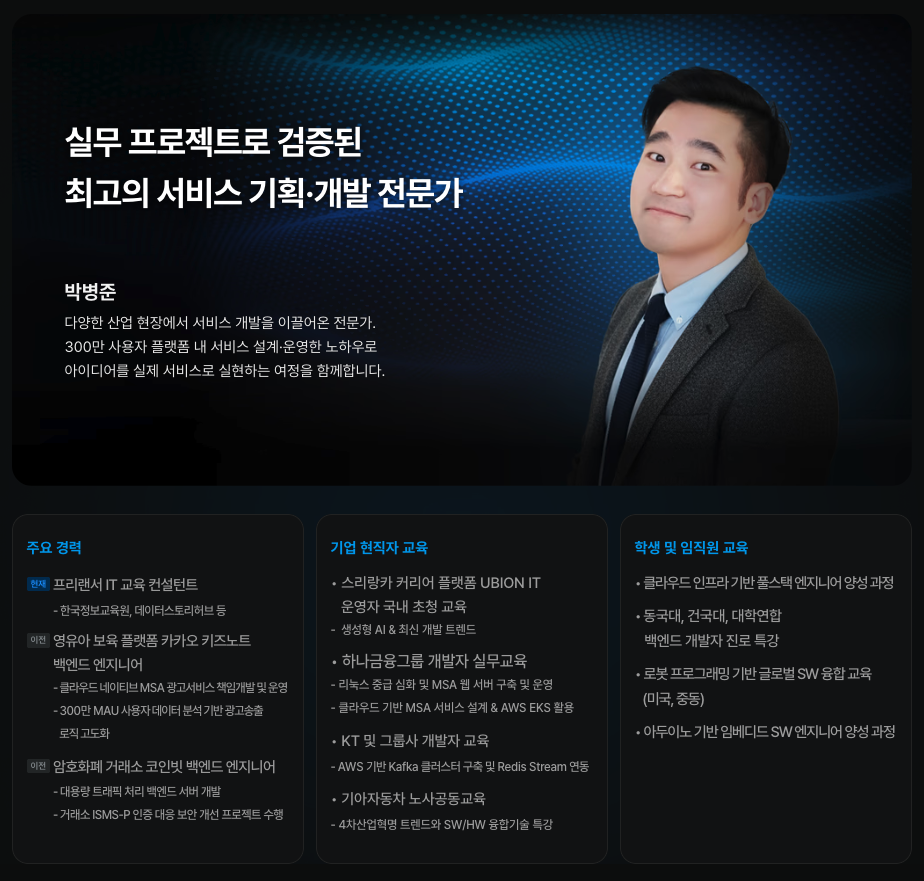 실무 프로젝트로 검증된
최고의 서비스 기획·개발 전문가
박병준
다양한 산업 현장에서 서비스 개발을 이끌어온 전문가.
300만 사용자 플랫폼 내 서비스 설계·운영한 노하우로
아이디어를 실제 서비스로 실현하는 여정을 함께합니다.
주요 경력
현재 프리랜서 IT 교육 컨설턴트
- 한국정보교육원, 데이터스토리허브 등
이전 영유아 보육 플랫폼 카카오 키즈노트
백엔드 엔지니어
- 클라우드 네이티브 MSA 광고서비스 책임개발 및 운영
- 300만 MAU 사용자 데이터 분석 기반 광고송출
로직 고도화
이전 암호화폐 거래소 코인빗 백엔드 엔지니어
- 대용량 트래픽 처리 백엔드 서버 개발
- 거래소 ISMS-P 인증 대응 보안 개선 프로젝트 수행
기업 현직자 교육
• 스리랑카 커리어 플랫폼 UBION IT
운영자 국내 초청 교육
- 생성형 AI & 최신 개발 트렌드
• 하나금융그룹 개발자 실무교육
- 리눅스 중급 심화 및 MSA 웹 서버 구축 및 운영
- 클라우드 기반 MSA 서비스 설계 & AWS EKS 활용
• KT 및 그룹사 개발자 교육
- AWS 기반 Kafka 클러스터 구축 및 Redis Stream 연동
• 기아자동차 노사공동교육
- 4차산업혁명 트렌드와 SW/HW 융합기술 특강
학생 및 임직원 교육
• 클라우드 인프라 기반 풀스택 엔지니어 양성 과정
• 동국대, 건국대, 대학연합
백엔드 개발자 진로 특강
• 로봇 프로그래밍 기반 글로벌 SW 융합 교육
(미국, 중동)
• 아두이노 기반 임베디드 SW 엔지니어 양성 과정